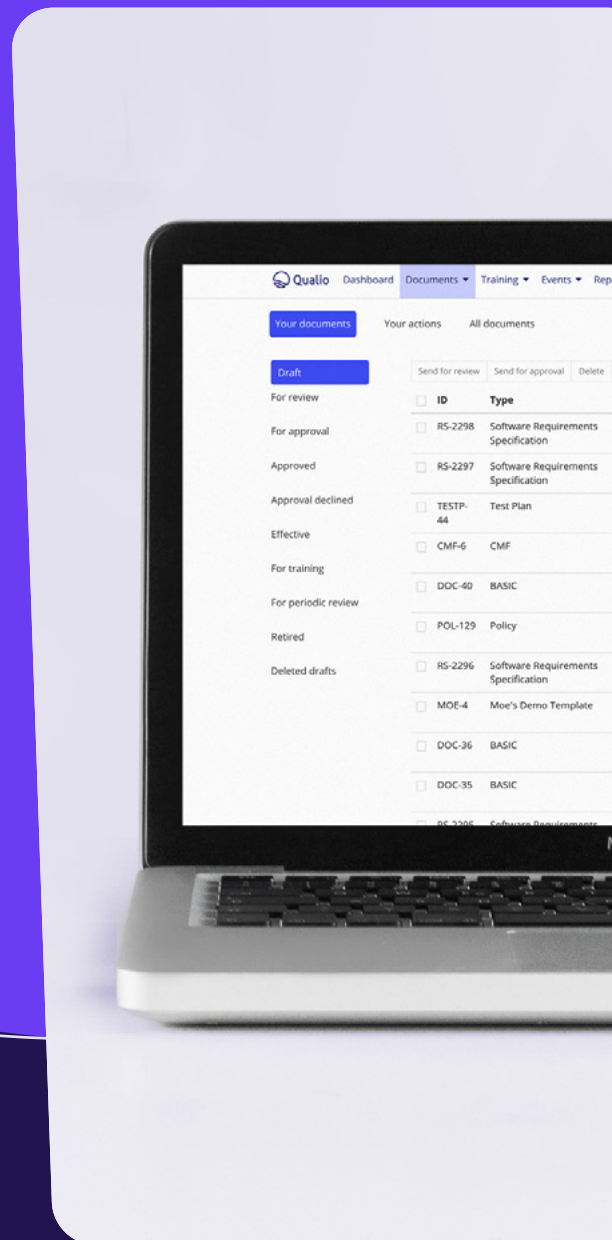 Qualio Dashboard Documents Training Events Rep
Your documents Your actions All documents
Draft
For review
For approval
Approved
Approval declined
Effective
For training
For periodic review
Retired
Deleted drafts
Send for review Send for approval Delete
ID Type
RS-2298 Software Requirements
Specification
RS-2297 Software Requirements
Specification
TESTP- Test Plan
44
CMF-6 CMF
DOC-40 BASIC
POL-129 Policy
RS-2296 Software Requirements
Specification
MOE-4 Moe's Demo Template
DOC-36 BASIC
DOC-35 BASIC
RS-2295 Software Requirements